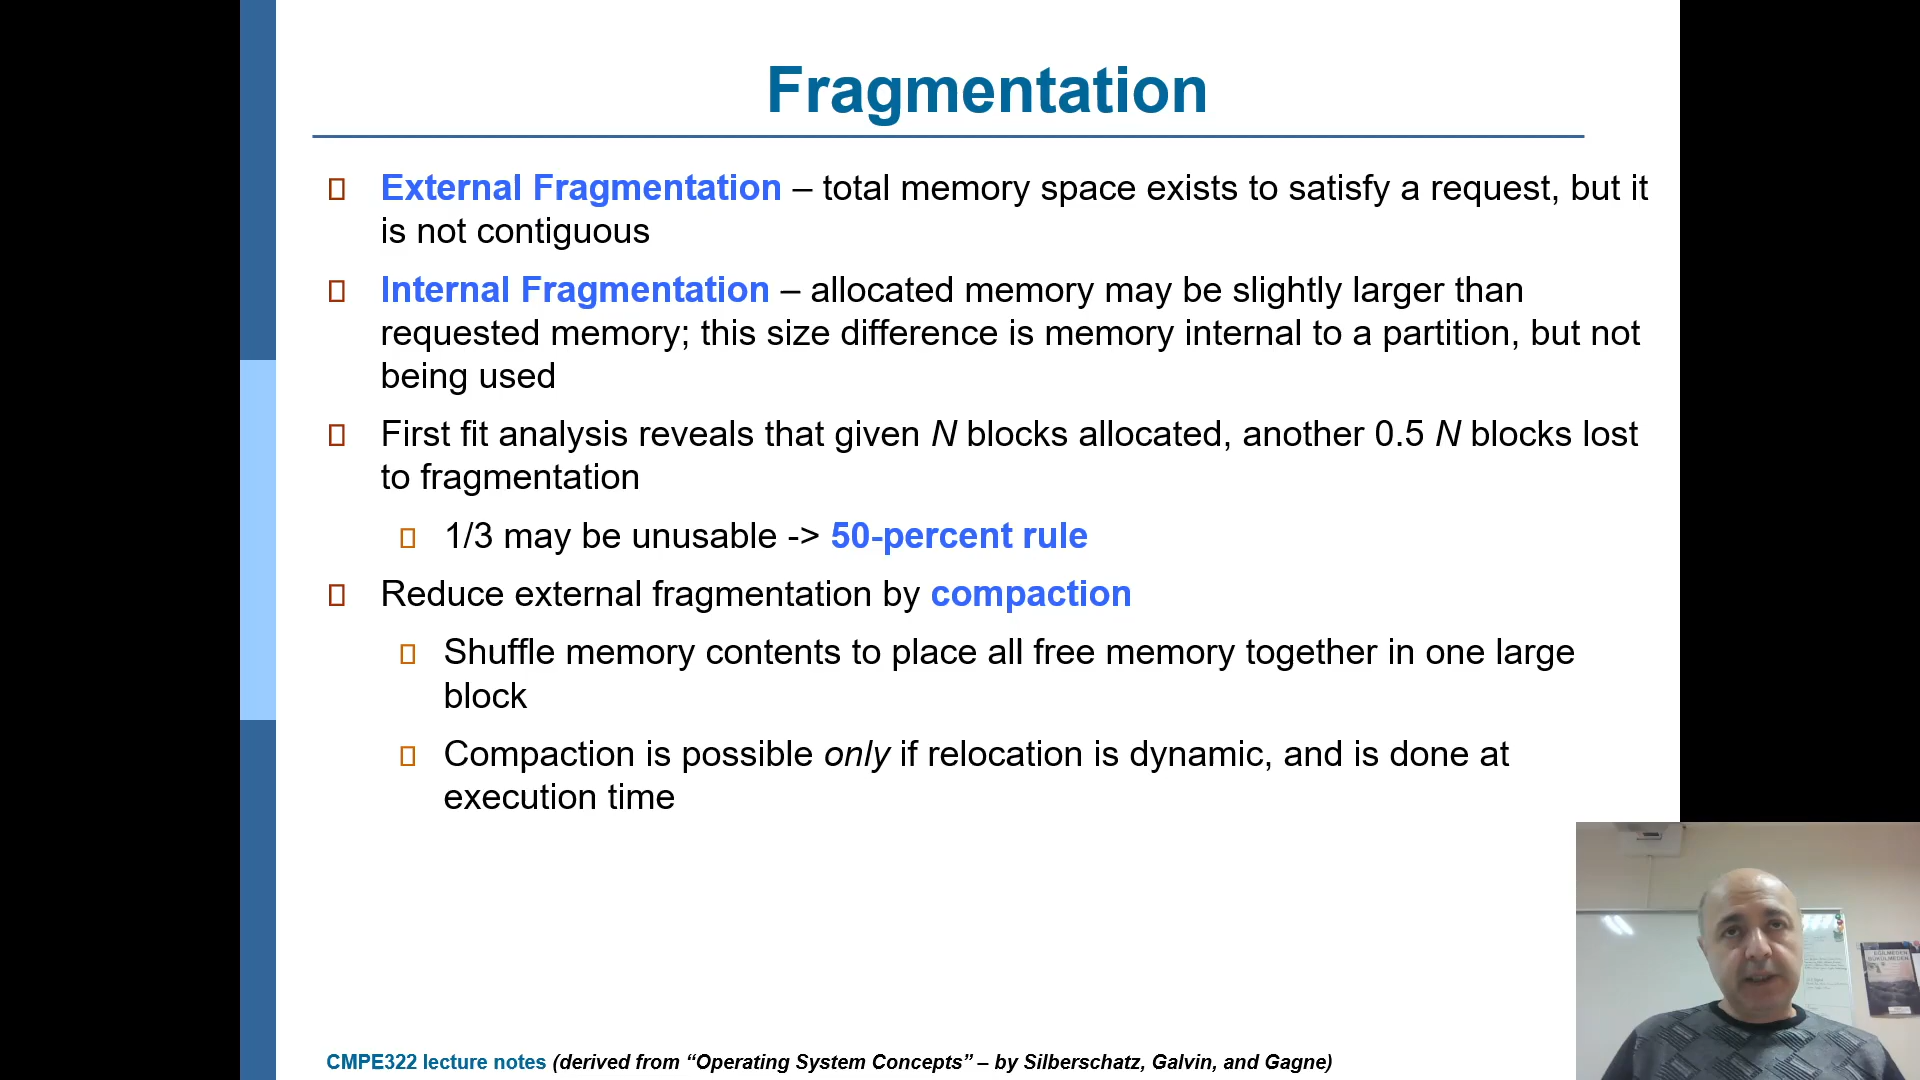 Fragmentation
External Fragmentation – total memory space exists to satisfy a request, but it
is not contiguous
Internal Fragmentation – allocated memory may be slightly larger than
requested memory; this size difference is memory internal to a partition, but not
being used
First fit analysis reveals that given N blocks allocated, another 0.5 N blocks lost
to fragmentation
1/3 may be unusable -> 50-percent rule
Reduce external fragmentation by compaction
Shuffle memory contents to place all free memory together in one large
block
Compaction is possible only if relocation is dynamic, and is done at
execution time
EĞİLMEDEN
BÜKÜLMEDEN
CMPE322 lecture notes (derived from “Operating System Concepts” – by Silberschatz, Galvin, and Gagne)